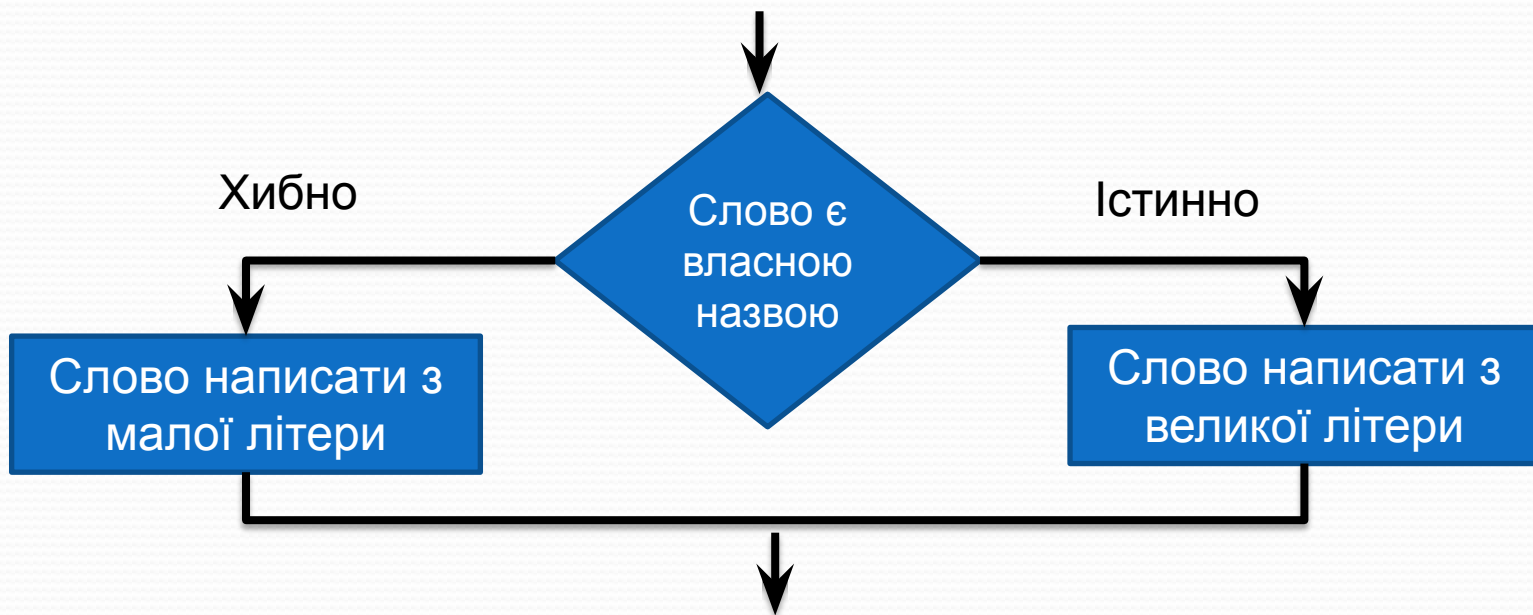 Хибно
Слово є
власною
назвою
Істинно
Слово написати з
малої літери
Слово написати з
великої літери